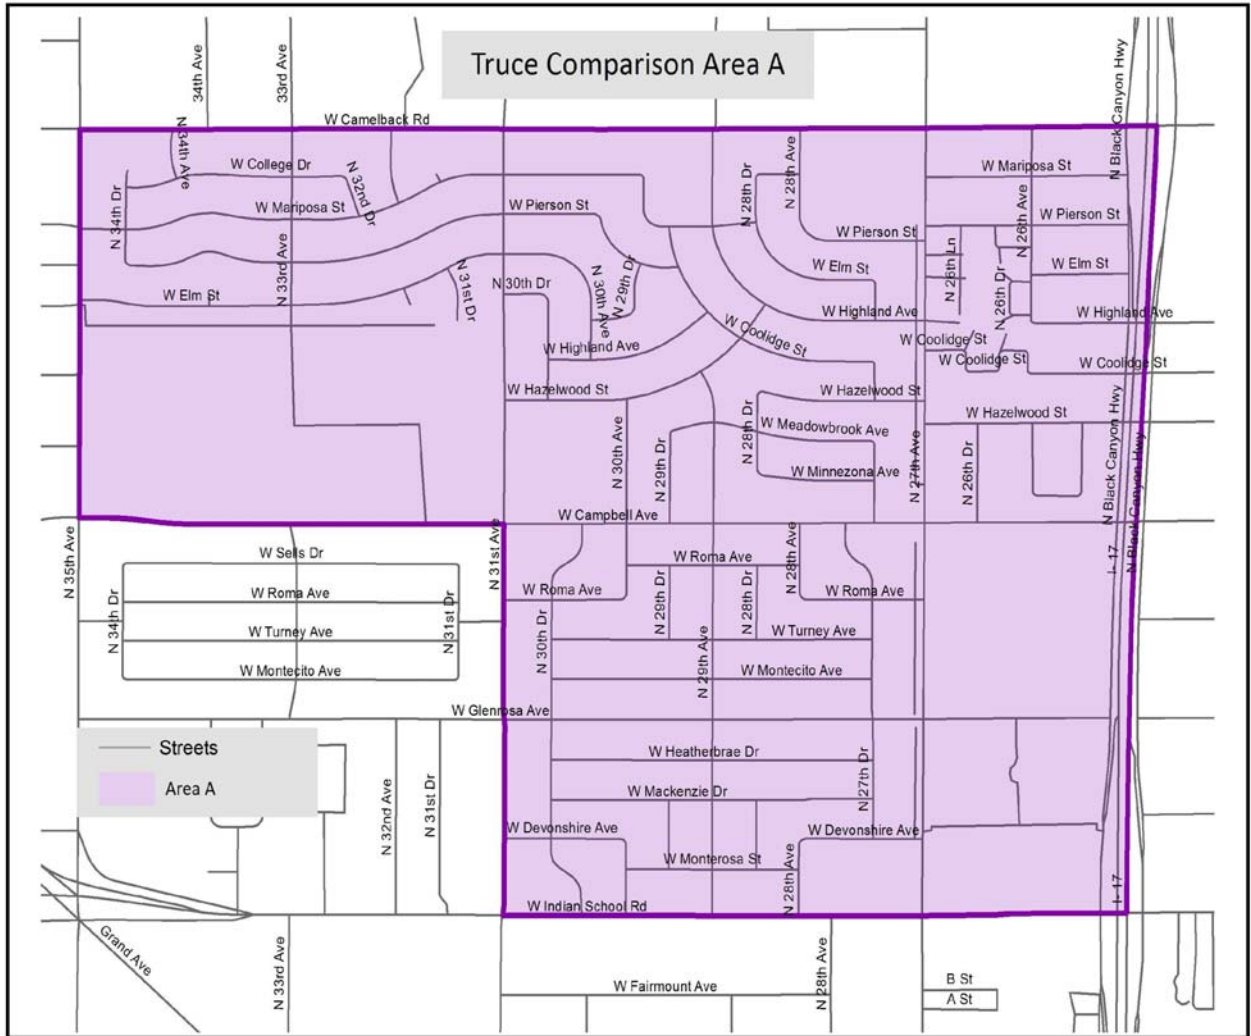 Truce Comparison Area A
34th Ave
33rd Ave
N Black Canyon Hwy
W Camelback Rd
N 34th Ave
W College Dr
N 32nd Dr
N 34th Dr
W Mariposa St
N 33rd Ave
W Elm St
N 31st Dr
W Pierson St
N 30th Dr
N 30th Ave
N 29th Dr
N 28th Dr
N 28th Ave
W Mariposa St
N 26th Ave
W Pierson St
W Pierson St
W Elm St
N 26th Ln
N 26th Dr
W Elm St
W Highland Ave
W Highland Ave
W Highland Ave
W Coolidge St
W Coolidge St
W Coolidge St
W Coolidge St
W Hazelwood St
W Hazelwood St
W Hazelwood St
N 30th Ave
N 29th Dr
N 28th Dr
W Meadowbrook Ave
W Minnezona Ave
N 27th Ave
N 26th Dr
N Black Canyon Hwy
N Black Canyon Hwy
I- 17
W Campbell Ave
N 35th Ave
N 31st Ave
W Sells Dr
W Roma Ave
N 34th Dr
N 31st Dr
W Turney Ave
W Montecito Ave
W Roma Ave
W Roma Ave
W Roma Ave
N 28th Ave
N 29th Dr
N 28th Dr
N 30th Dr
N 29th Ave
W Turney Ave
W Montecito Ave
W Glenrosa Ave
Streets
Area A
N 32nd Ave
N 31st Dr
W Heatherbrae Dr
N 27th Dr
W Mackenzie Dr
W Devonshire Ave
W Devonshire Ave
W Monterosa St
N 28th Ave
I- 17
W Indian School Rd
Grand Ave
N 33rd Ave
W Fairmount Ave
N 28th Ave
B St
A St